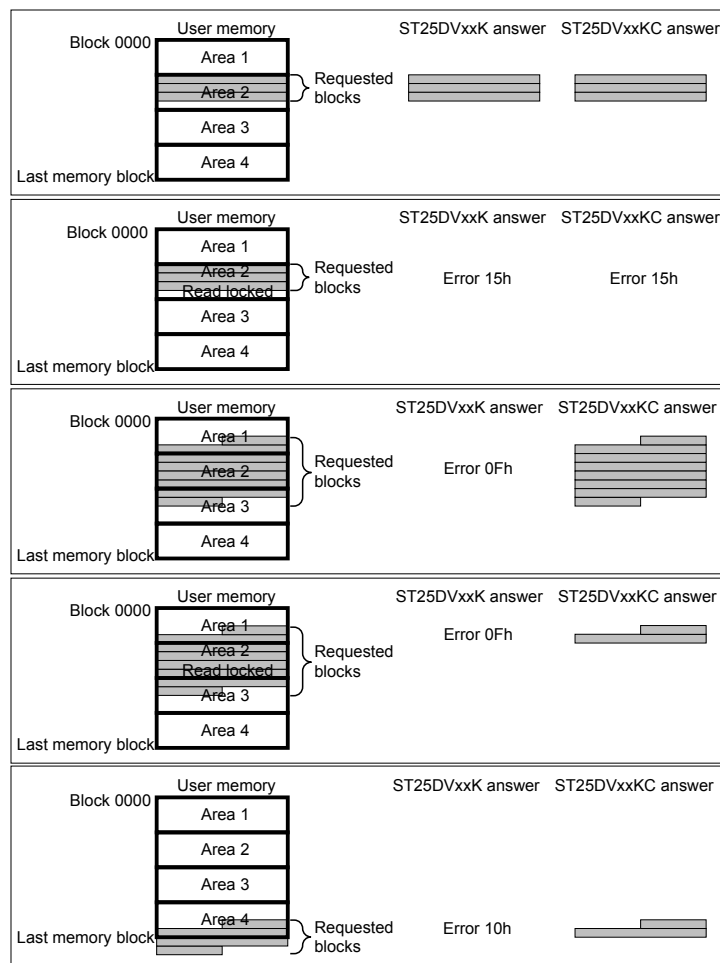 User memory ST25DVxxK answer ST25DVxxKC answer
Block 0000
Area 1
Area 2
Requested
blocks
Area 3
Area 4
Last memory block
User memory ST25DVxxK answer ST25DVxxKC answer
Block 0000
Area 1
Area 2
Read locked
Requested
blocks
Error 15h Error 15h
Area 3
Area 4
Last memory block
User memory ST25DVxxK answer ST25DVxxKC answer
Block 0000
Area 1
Area 2
Requested
blocks
Error 0Fh
Area 3
Area 4
Last memory block
User memory ST25DVxxK answer ST25DVxxKC answer
Block 0000
Area 1
Error 0Fh
Area 2
Read locked
Requested
blocks
Area 3
Area 4
Last memory block
User memory ST25DVxxK answer ST25DVxxKC answer
Block 0000
Area 1
Area 2
Area 3
Area 4
Last memory block
Requested
blocks
Error 10h